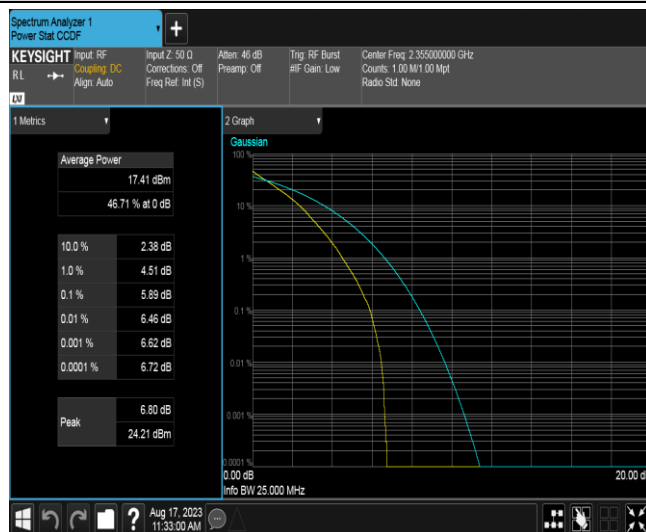 Spectrum Analyzer 1
Power Stat CCDF
+
KEYSIGHT
RL
LXI
Input: RF
Coupling: DC
Align: Auto
Input Z: 50 Ω
Corrections: Off
Freq Ref: Int (S)
Atten: 46 dB
Preamp: Off
Trig: RF Burst
#IF Gain: Low
Center Freq: 2.355000000 GHz
Counts: 1.00 M/1.00 Mpt
Radio Std: None
1 Metrics
Average Power
17.41 dBm
46.71 % at 0 dB
10.0 % 2.38 dB
1.0 % 4.51 dB
0.1 % 5.89 dB
0.01 % 6.46 dB
0.001 % 6.62 dB
0.0001 % 6.72 dB
Peak
6.80 dB
24.21 dBm
2 Graph
Gaussian
100 %
10 %
1 %
0.1 %
0.01 %
0.001 %
0.0001 %
0.00 dB
20.00 d
Info BW 25.000 MHz
?
Aug 17, 2023
11:33:00 AM